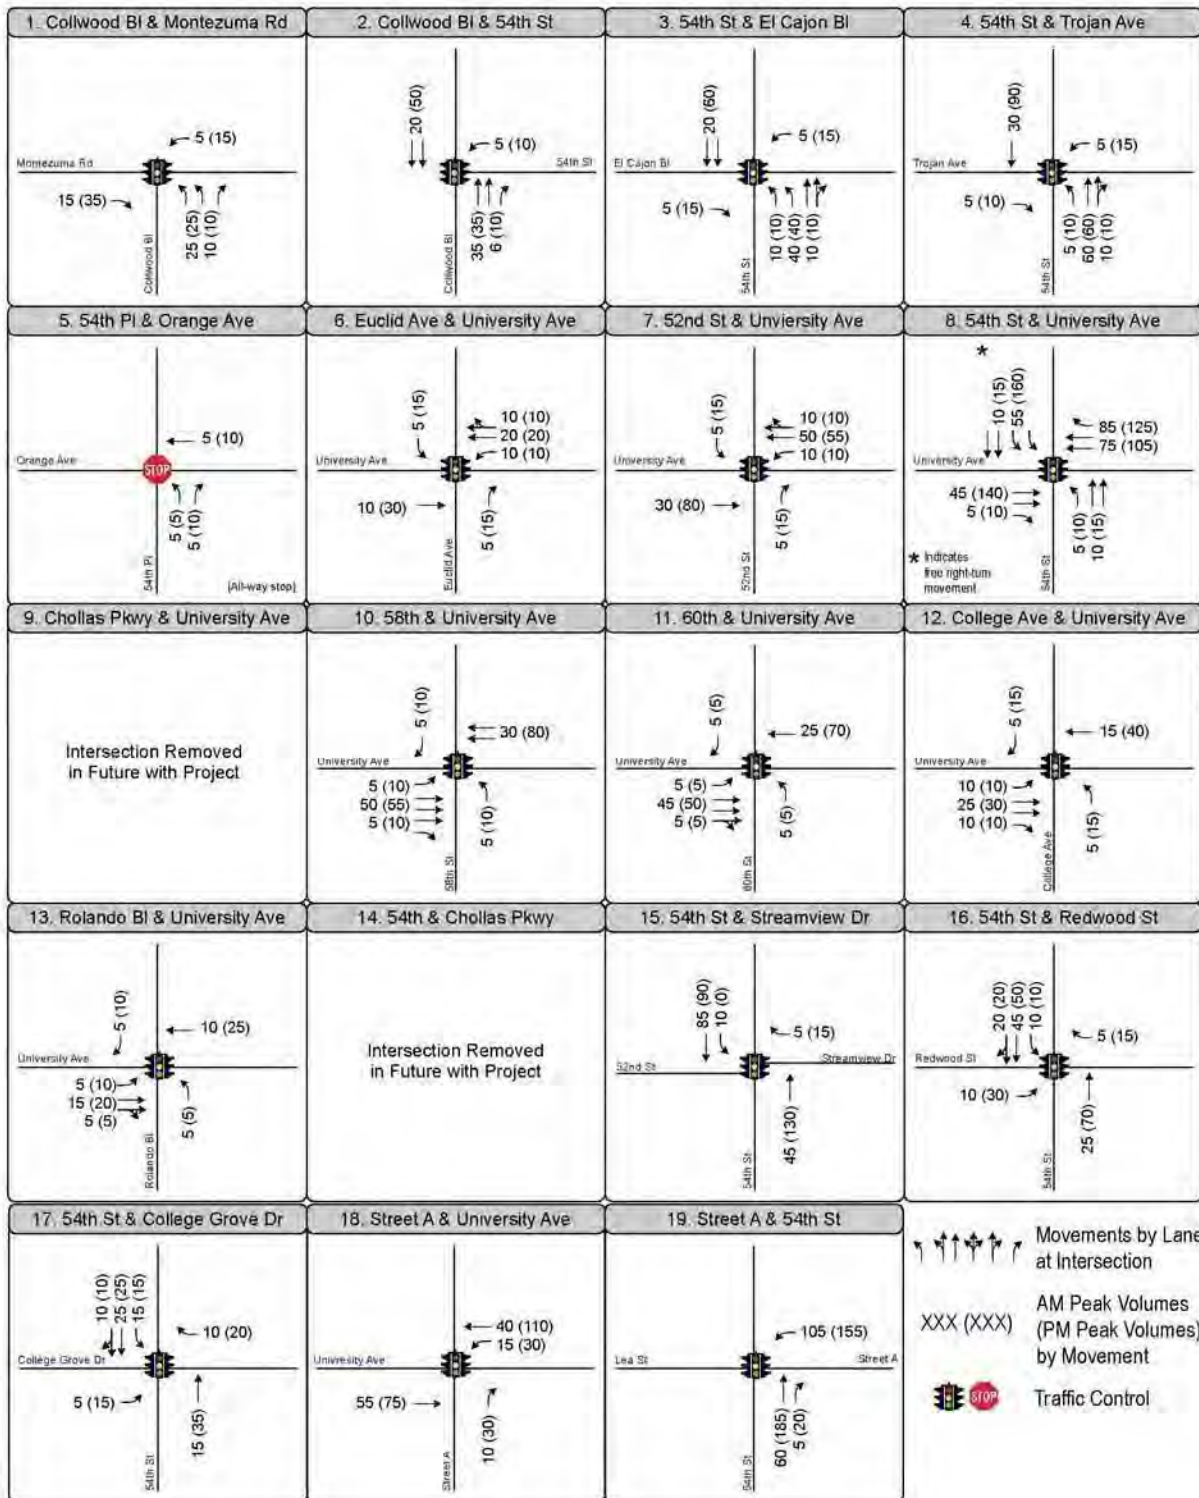 1. Collwood Bl & Montezuma Rd
5 (15)
Montezuma Rd
15 (35)
25 (25)
10 (10)
Collwood Bl
2. Collwood Bl & 54th St
20 (50)
5 (10)
54th St
35 (35)
6 (10)
Collwood Bl
3. 54th St & El Cajon Bl
20 (60)
5 (15)
El Cajon Bl
5 (15)
10 (10)
40 (40)
10 (10)
54th St
4. 54th St & Trojan Ave
30 (90)
5 (15)
Trojan Ave
5 (10)
5 (10)
60 (60)
10 (10)
54th St
5. 54th Pl & Orange Ave
5 (10)
Orange Ave
STOP
5 (5)
5 (10)
54th Pl
(All-way stop)
6. Euclid Ave & University Ave
5 (15)
10 (10)
20 (20)
10 (10)
University Ave
10 (30)
5 (15)
Euclid Ave
7. 52nd St & Unviersity Ave
5 (15)
10 (10)
50 (55)
10 (10)
University Ave
30 (80)
5 (15)
52nd St
8. 54th St & University Ave
*
10 (15)
55 (160)
85 (125)
75 (105)
University Ave
45 (140)
5 (10)
5 (10)
10 (15)
54th St
* Indicates
free right-turn
movement
9. Chollas Pkwy & University Ave
Intersection Removed
in Future with Project
10. 58th & University Ave
5 (10)
30 (80)
University Ave
5 (10)
50 (55)
5 (10)
5 (10)
58th St
11. 60th & University Ave
5 (5)
25 (70)
University Ave
5 (5)
45 (50)
5 (5)
5 (5)
60th St
12. College Ave & University Ave
5 (15)
15 (40)
University Ave
10 (10)
25 (30)
10 (10)
5 (15)
College Ave
13. Rolando Bl & University Ave
5 (10)
10 (25)
University Ave
5 (10)
15 (20)
5 (5)
5 (5)
Rolando Bl
14. 54th & Chollas Pkwy
Intersection Removed
in Future with Project
15. 54th St & Streamview Dr
85 (90)
10 (0)
5 (15)
52nd St
Streamview Dr
45 (130)
54th St
16. 54th St & Redwood St
20 (20)
45 (50)
10 (10)
5 (15)
Redwood St
10 (30)
25 (70)
54th St
17. 54th St & College Grove Dr
10 (10)
25 (25)
15 (15)
10 (20)
College Grove Dr
5 (15)
15 (35)
54th St
18. Street A & University Ave
40 (110)
15 (30)
Univresity Ave
55 (75)
10 (30)
Street A
19. Street A & 54th St
105 (155)
Lea St
Street A
60 (185)
5 (20)
54th St
Movements by Lane
at Intersection
XXX (XXX)
AM Peak Volumes
(PM Peak Volumes)
by Movement
STOP
Traffic Control